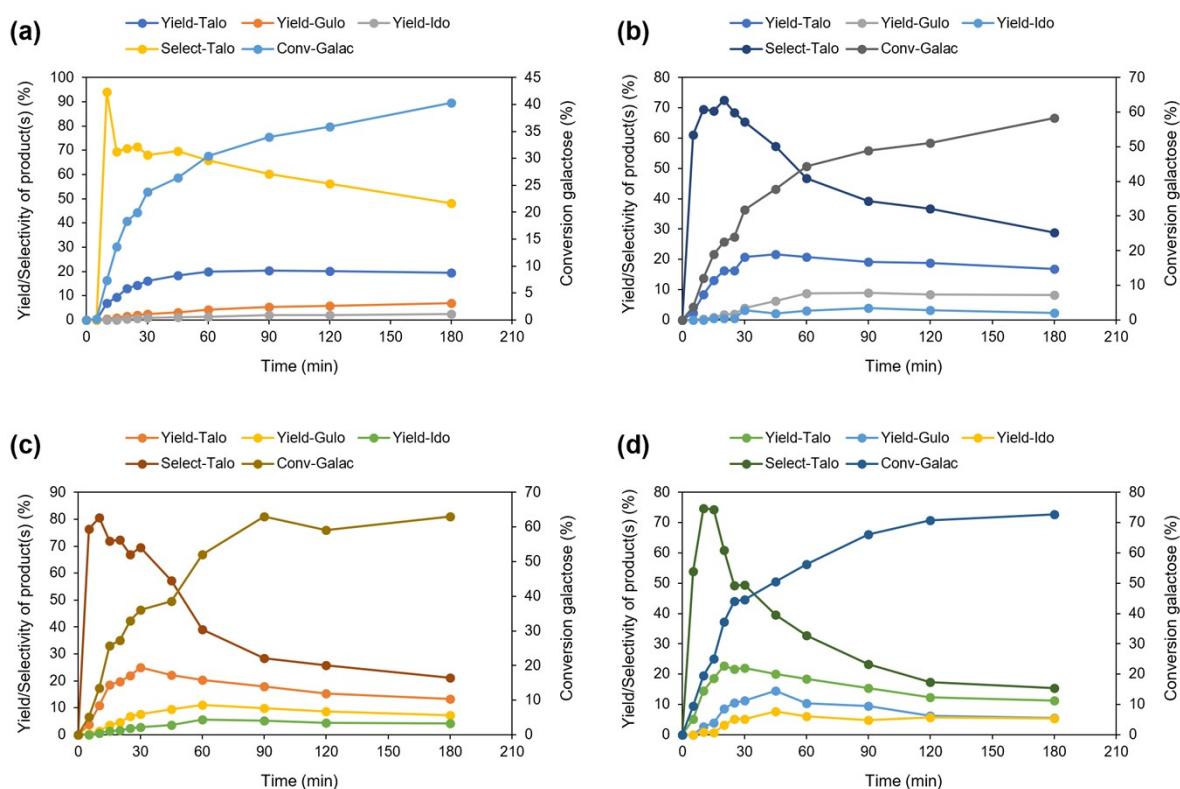 (a)
Yield-Talo Yield-Gulo Yield-Ido
Select-Talo Conv-Galac
Yield/Selectivity of product(s) (%)
100
90
80
70
60
50
40
30
20
10
0
45
40
35
30
25
20
15
10
5
0
Conversion galactose (%)
0 30 60 90 120 150 180 210
Time (min)
(b)
Yield-Talo Yield-Gulo Yield-Ido
Select-Talo Conv-Galac
Yield/Selectivity of product(s) (%)
80
70
60
50
40
30
20
10
0
70
60
50
40
30
20
10
0
Conversion galactose (%)
0 30 60 90 120 150 180 210
Time (min)
(c)
Yield-Talo Yield-Gulo Yield-Ido
Select-Talo Conv-Galac
Yield/Selectivity of product(s) (%)
90
80
70
60
50
40
30
20
10
0
70
60
50
40
30
20
10
0
Conversion galactose (%)
0 30 60 90 120 150 180 210
Time (min)
(d)
Yield-Talo Yield-Gulo Yield-Ido
Select-Talo Conv-Galac
Yield/Selectivity of product(s) (%)
80
70
60
50
40
30
20
10
0
80
70
60
50
40
30
20
10
0
Conversion galactose (%)
0 30 60 90 120 150 180 210
Time (min)